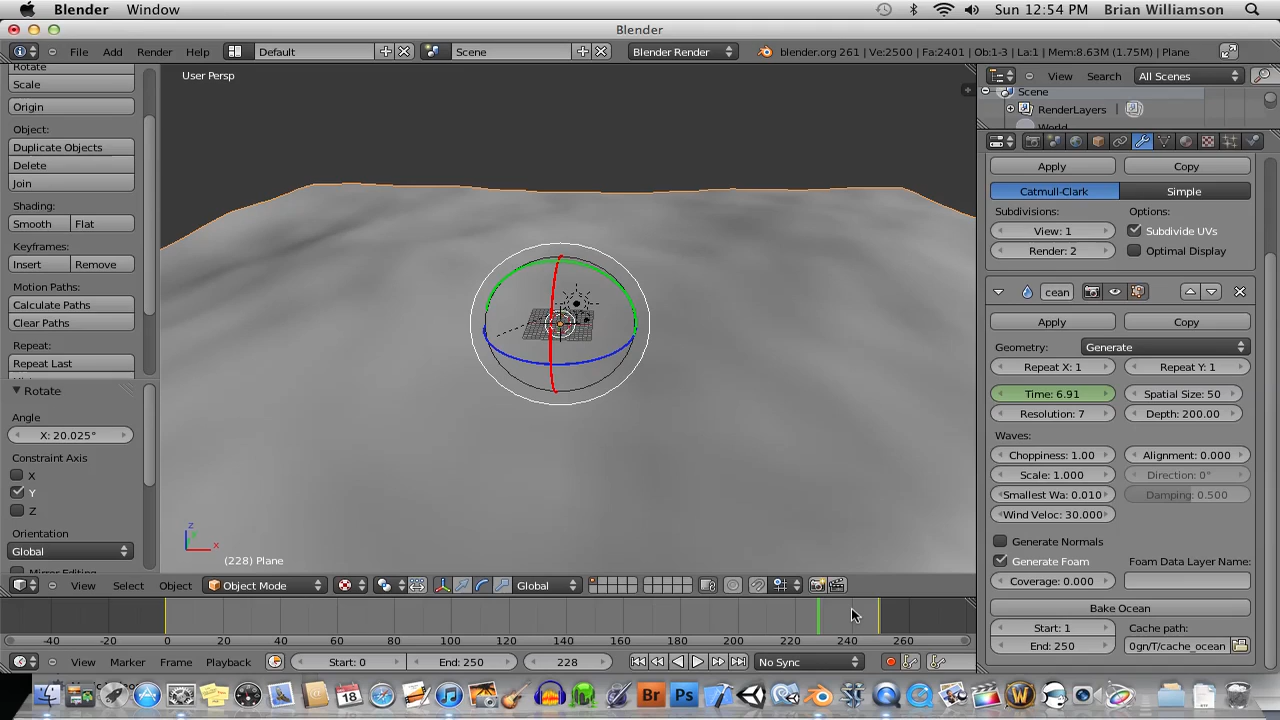 Blender Window Sun 12:54 PM Brian Williamson
Blender
File Add Render Help Default Scene Blender Render blender.org 261 | Ve:2500 | Fa:2401 | Ob:1-3 | La:1 | Mem:8.63M (1.75M) | Plane
Rotate
Scale
Origin
Object:
Duplicate Objects
Delete
Join
Shading:
Smooth Flat
Keyframes:
Insert Remove
Motion Paths:
Calculate Paths
Clear Paths
Repeat:
Repeat Last
Rotate
Angle
X: 20.025°
Constraint Axis
X
Y
Z
Orientation
Global
User Persp
z
x
(228) Plane
View Search All Scenes
Scene
RenderLayers
World
Apply Copy
Catmull-Clark Simple
Subdivisions: Options:
View: 1 Subdivide UVs
Render: 2 Optimal Display
cean
Apply Copy
Geometry: Generate
Repeat X: 1 Repeat Y: 1
Time: 6.91 Spatial Size: 50
Resolution: 7 Depth: 200.00
Waves:
Choppiness: 1.00 Alignment: 0.000
Scale: 1.000 Direction: 0°
Smallest Wa: 0.010 Damping: 0.500
Wind Veloc: 30.000
Generate Normals
Generate Foam Foam Data Layer Name:
Coverage: 0.000
Bake Ocean
Start: 1 Cache path:
End: 250 0gn/T/cache_ocean
View Select Object Object Mode Global
-40 -20 0 20 40 60 80 100 120 140 160 180 200 220 240 260
View Marker Frame Playback Start: 0 End: 250 228 No Sync
18 Br Ps W